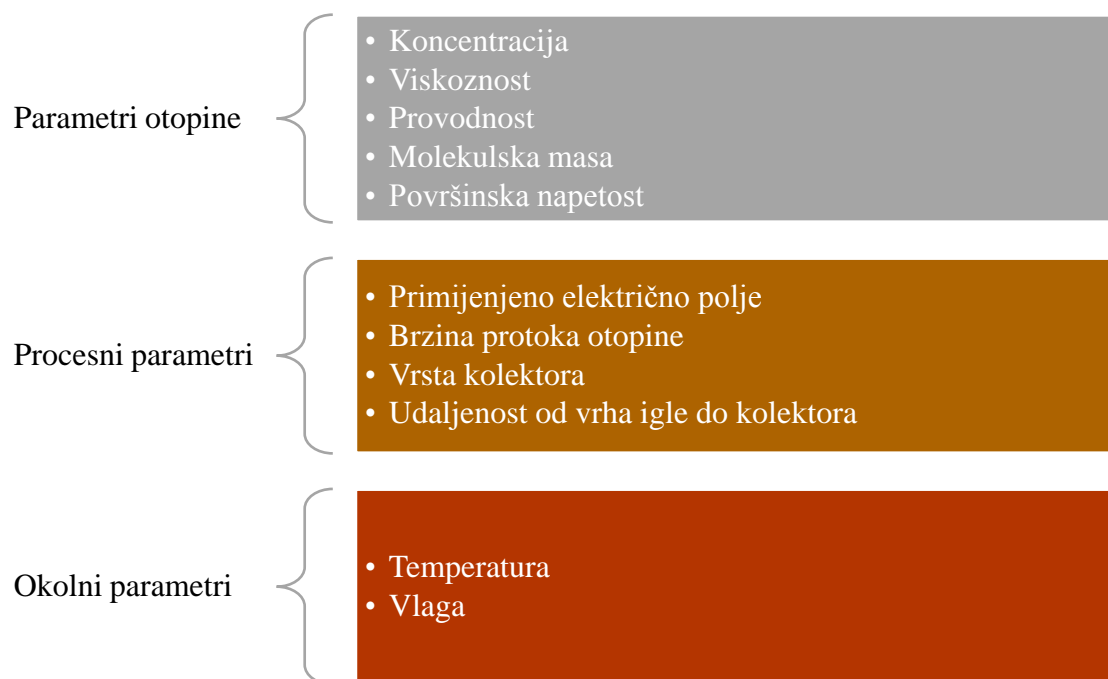 Parametri otopine
• Koncentracija
• Viskoznost
• Provodnost
• Molekulska masa
• Površinska napetost
Procesni parametri
• Primijenjeno električno polje
• Brzina protoka otopine
• Vrsta kolektora
• Udaljenost od vrha igle do kolektora
Okolni parametri
• Temperatura
• Vlaga